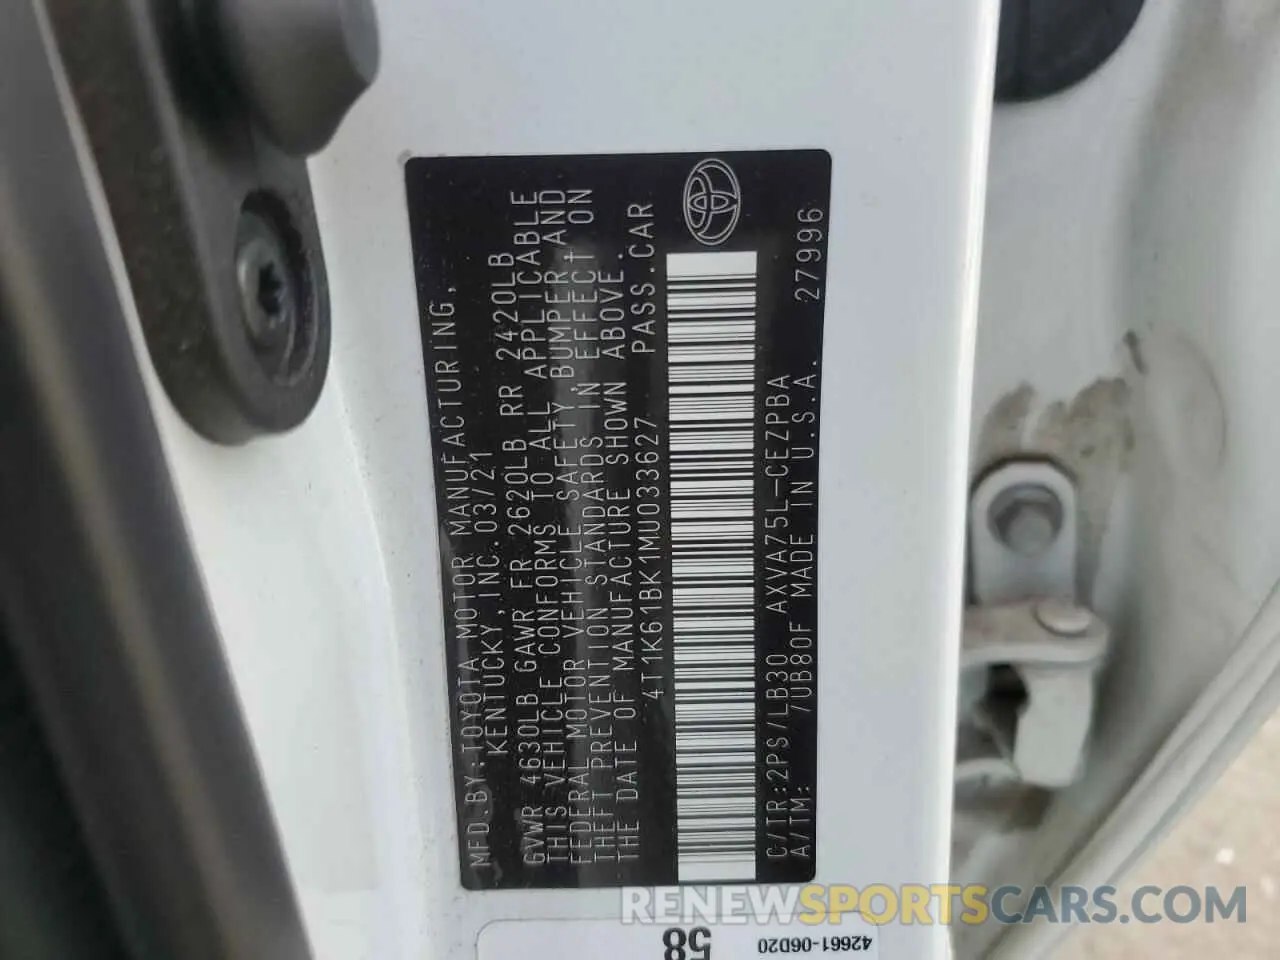 MFD.BY:TOYOTA MOTOR MANUFACTURING,
KENTUCKY,INC. 03/21
GVWR 4630LB GAWR FR 2620LB RR 2420LB
THIS VEHICLE CONFORMS TO ALL APPLICABLE
FEDERAL MOTOR VEHICLE SAFETY,BUMPER,AND
THEFT PREVENTION STANDARDS IN EFFECT ON
THE DATE OF MANUFACTURE SHOWN ABOVE.
4T1K61BK1MU033627 PASS.CAR
C/TR:2PS/LB30 AXVA75L-CEZPBA
A/TM: /UB80F MADE IN U.S.A. 27996
58
42661-06D20
RENEWSPORTSCARS.COM